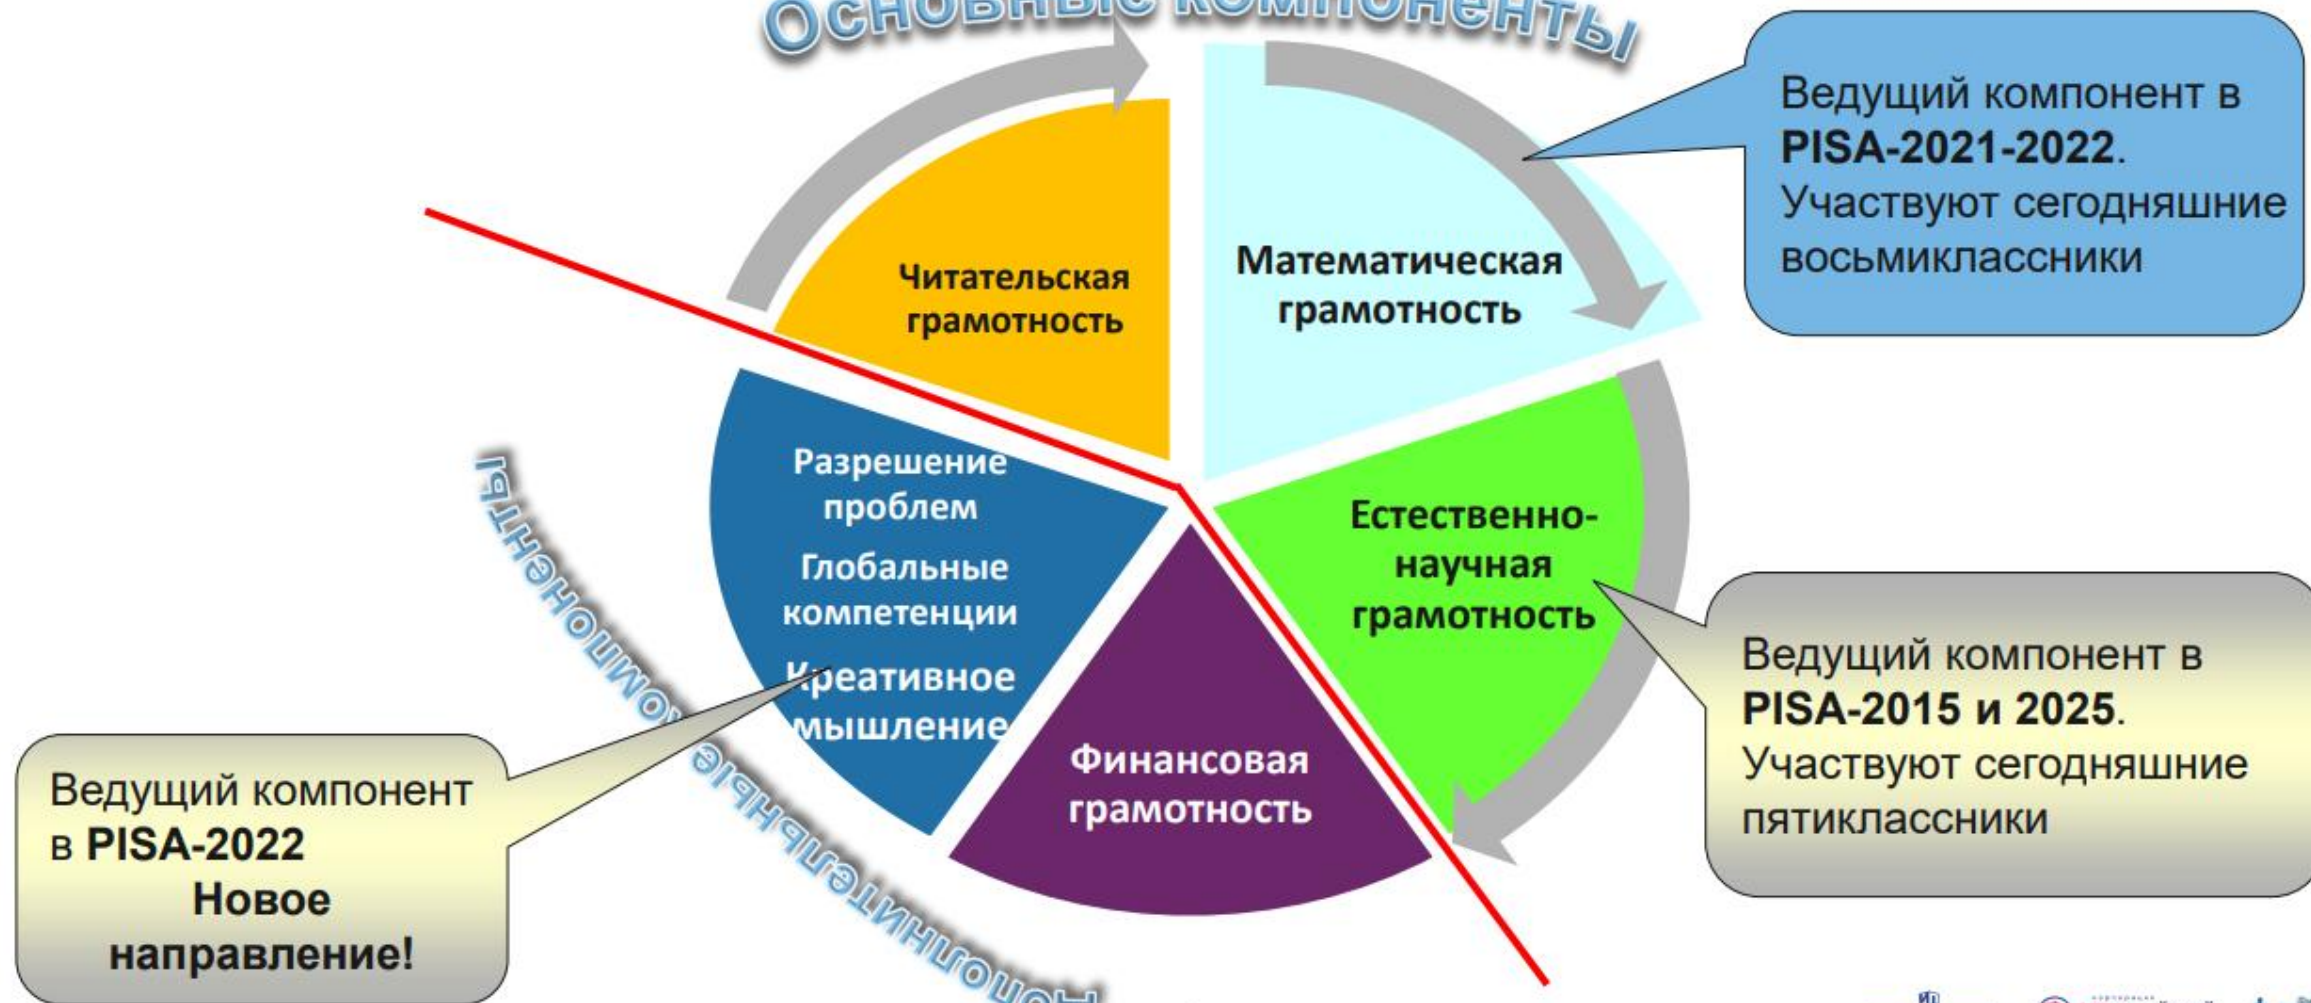 Основные компоненты
Ведущий компонент в
PISA-2021-2022.
Участвуют сегодняшние
восьмиклассники
Читательская
грамотность
Математическая
грамотность
Разрешение
проблем
Глобальные
компетенции
Креативное
мышление
Естественно-
научная
грамотность
Финансовая
грамотность
Ведущий компонент в
PISA-2015 и 2025.
Участвуют сегодняшние
пятиклассники
Дополнительные компоненты
Ведущий компонент
в PISA-2022
Новое
направление!